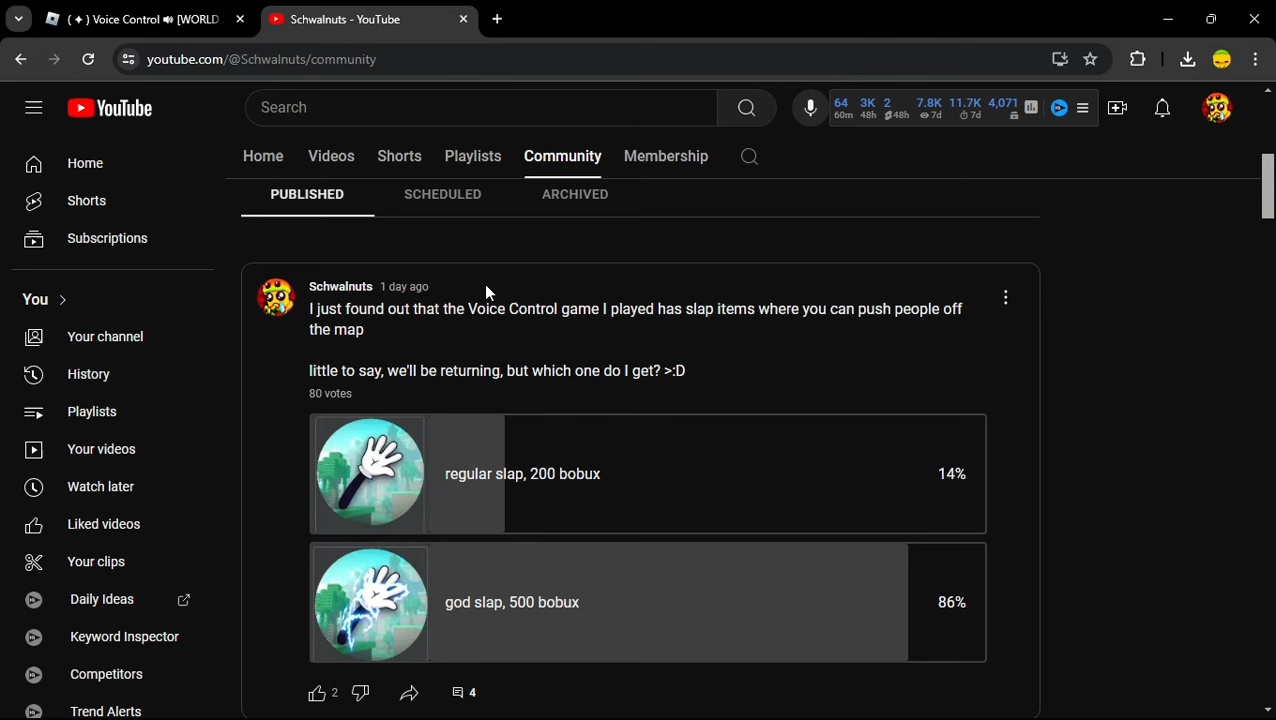 ( ✦ ) Voice Control 🔊 [WORLD
Schwalnuts - YouTube
youtube.com/@Schwalnuts/community
YouTube
Search
64 3K 2 7.8K 11.7K 4,071
60m 48h 48h 7d 7d
Home Videos Shorts Playlists Community Membership
PUBLISHED SCHEDULED ARCHIVED
Home
Shorts
Subscriptions
You
Your channel
History
Playlists
Your videos
Watch later
Liked videos
Your clips
Daily Ideas
Keyword Inspector
Competitors
Trend Alerts
Schwalnuts 1 day ago
I just found out that the Voice Control game I played has slap items where you can push people off
the map
little to say, we'll be returning, but which one do I get? >:D
80 votes
regular slap, 200 bobux 14%
god slap, 500 bobux 86%
2 4